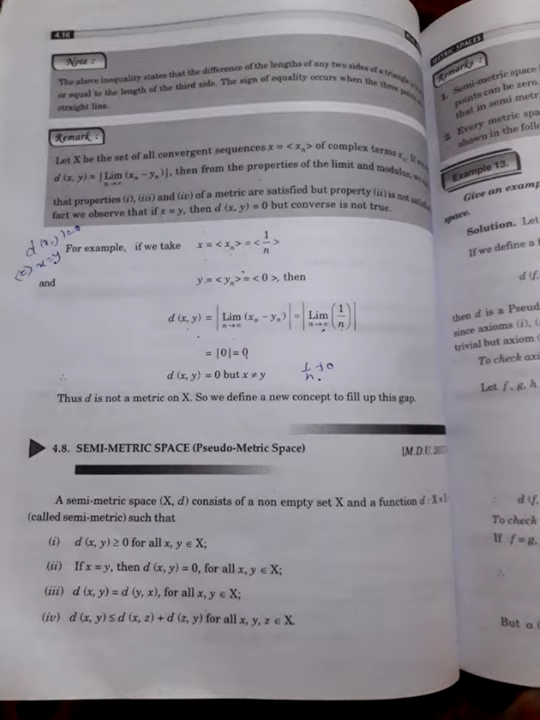 4.16
Note :
The above inequality states that the difference of the lengths of any two sides of a triangle is
or equal to the length of the third side. The sign of equality occurs when the three points
straight line.
Remark :
Let X be the set of all convergent sequences x = < xₙ > of complex terms xₙ. If
d (x, y) = | Lim (xₙ – yₙ) |, then from the properties of the limit and modulus,
n→∞
that properties (i), (iii) and (iv) of a metric are satisfied but property (ii) is not satisfied
fact we observe that if x = y, then d (x, y) = 0 but converse is not true.
x = y
For example, if we take x = < xₙ > = < 1/n >
and y = < yₙ > = < 0 >, then
d (x, y) = | Lim (xₙ – yₙ) | = | Lim (1/n) |
n→∞ n→∞
= | 0 | = 0
∴ d (x, y) = 0 but x ≠ y
Thus d is not a metric on X. So we define a new concept to fill up this gap.
4.8. SEMI-METRIC SPACE (Pseudo-Metric Space) [M.D.U.
A semi-metric space (X, d) consists of a non empty set X and a function d : X ×
(called semi-metric) such that
(i) d (x, y) ≥ 0 for all x, y ∈ X;
(ii) If x = y, then d (x, y) = 0, for all x, y ∈ X;
(iii) d (x, y) = d (y, x), for all x, y ∈ X;
(iv) d (x, y) ≤ d (x, z) + d (z, y) for all x, y, z ∈ X.
METRIC SPACES
Remarks :
1. Semi-metric space
points can be zero,
that in semi metr
2. Every metric spa
shown in the follo
Example 13.
Give an examp
space.
Solution. Let
If we define a f
d (f,
then d is a Pseud
since axioms (i), (
trivial but axiom (
To check axi
Let f, g, h
d (f,
To check
If f = g,
∴
But a